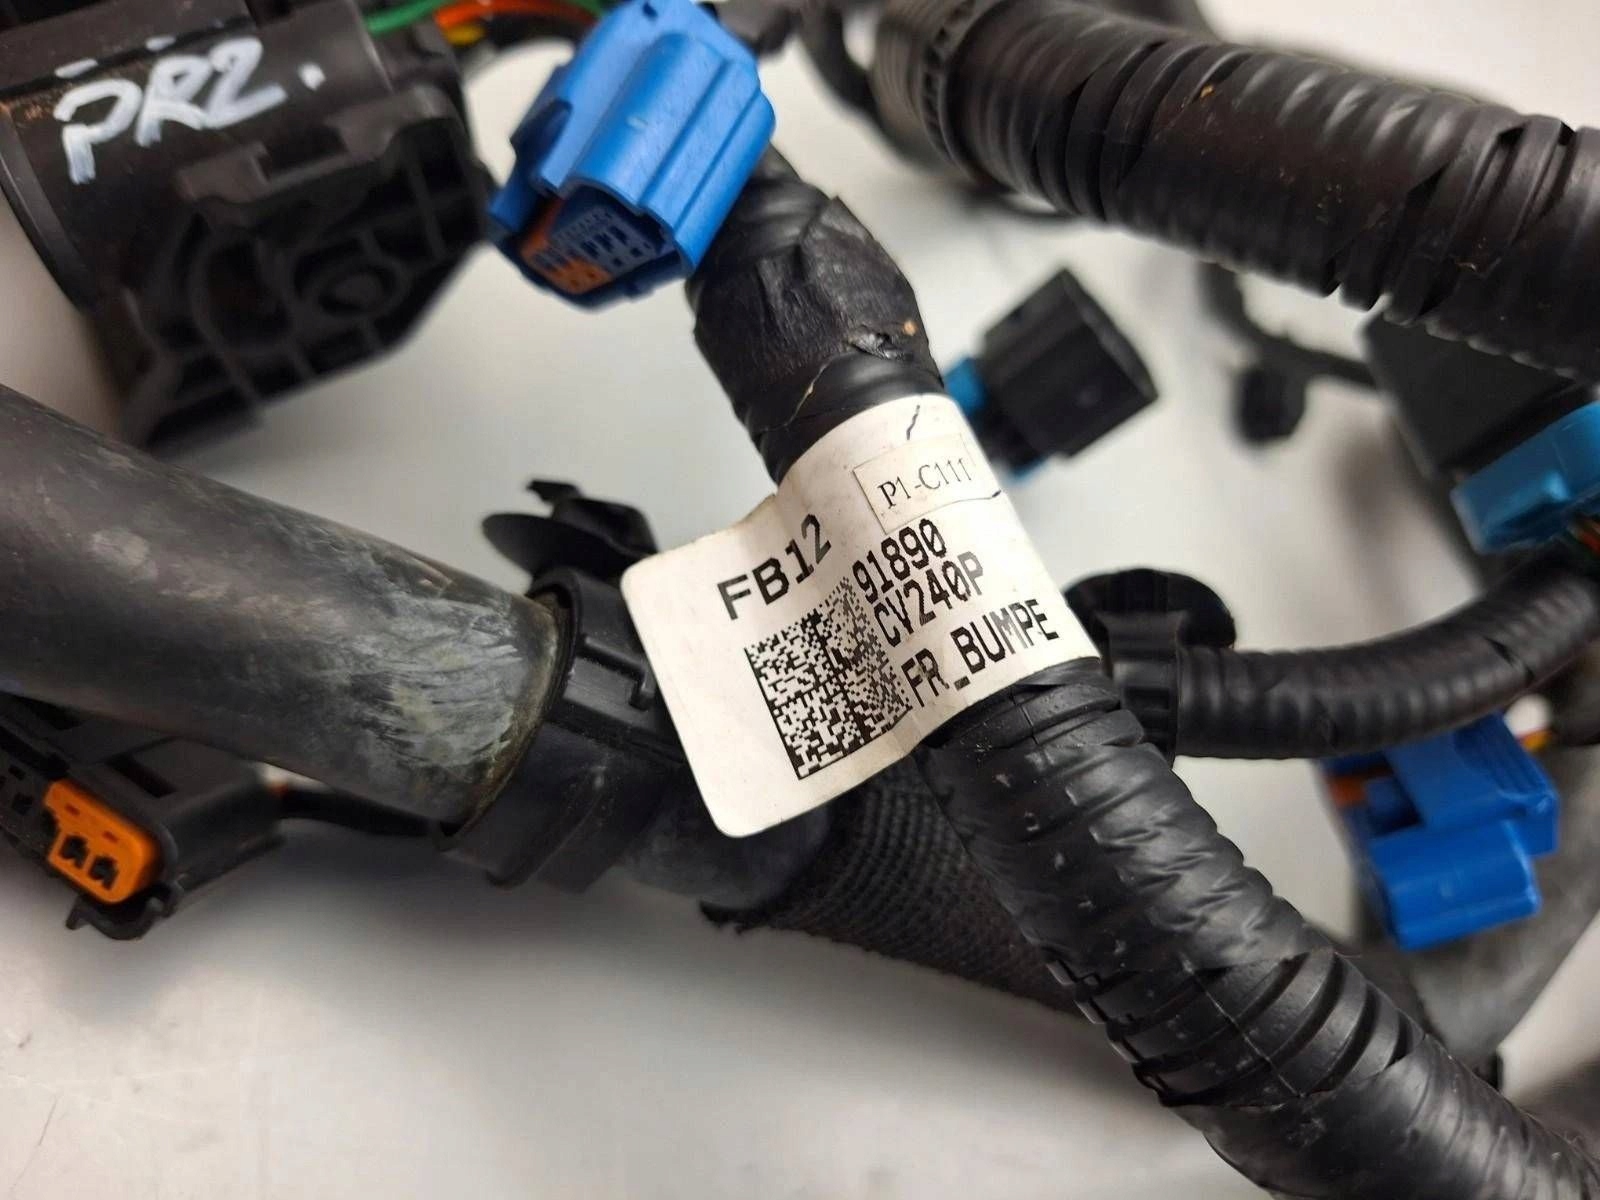 PR2.
P1-C111
FB12
91890
CV240P
FR_BUMPE